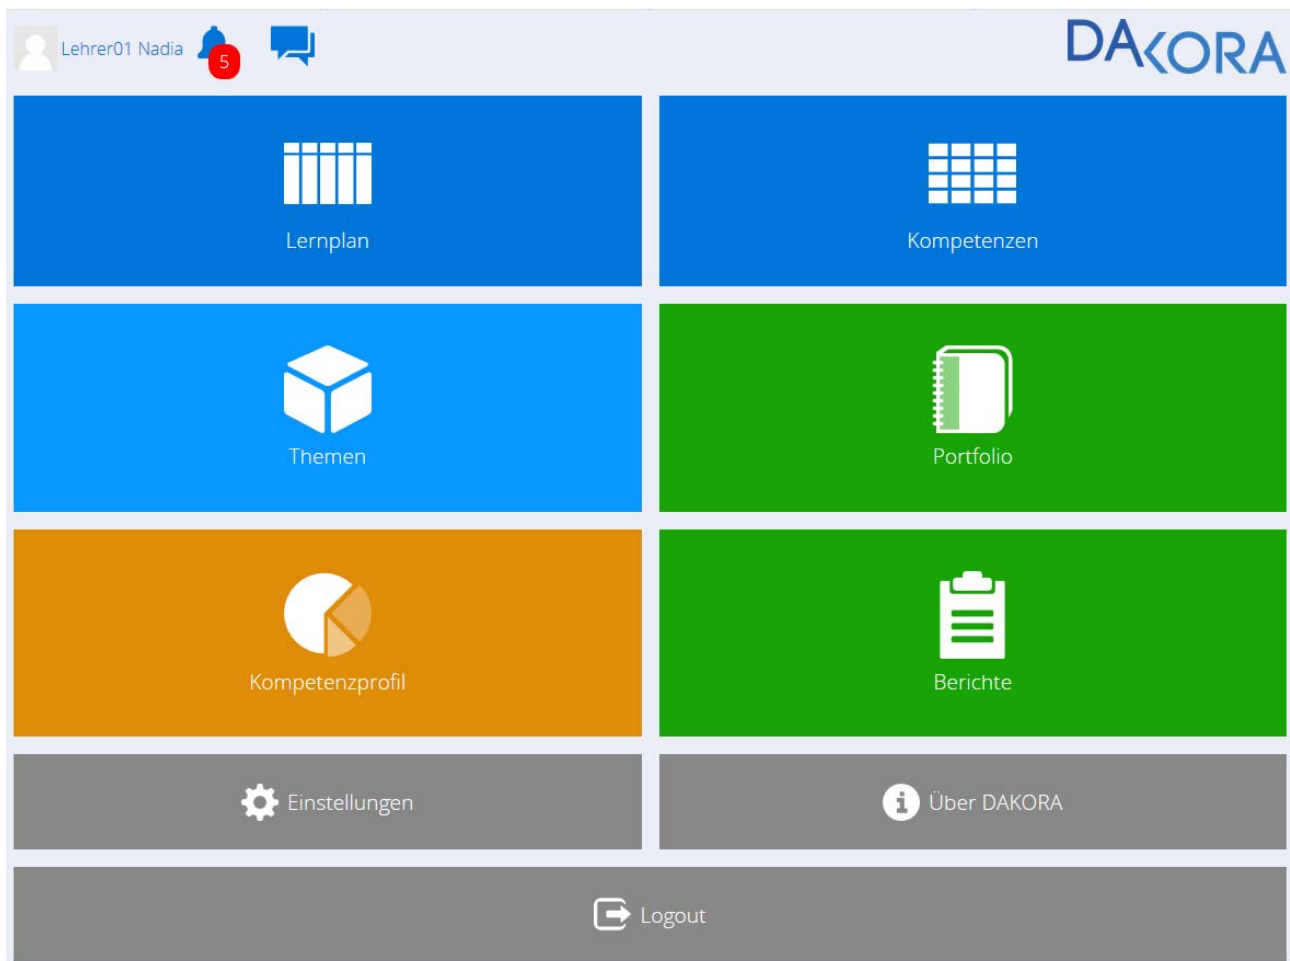 Lehrer01 Nadia
5
DAKORA
Lernplan
Kompetenzen
Themen
Portfolio
Kompetenzprofil
Berichte
Einstellungen
Über DAKORA
Logout